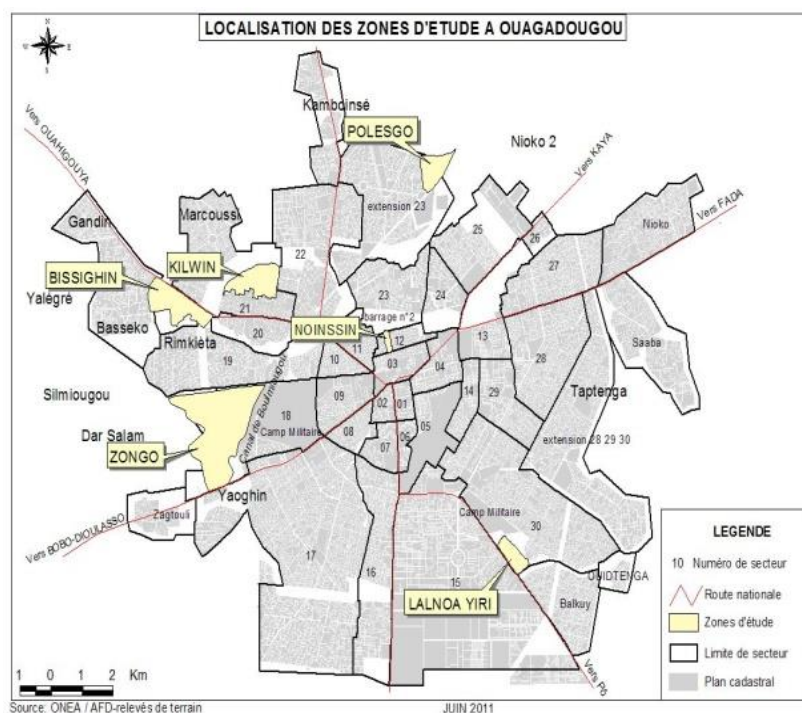 LOCALISATION DES ZONES D'ETUDE A OUAGADOUGOU
N
Kamboinsé
POLESGO
Nioko 2
Vers OUAHIGOUYA
Vers KAYA
extension 23
Gandin
Marcoussi
25
26
Nioko
Vers FADA
22
KILWIN
27
BISSIGHIN
Yalégré
23
24
21
barrage n°2
NOINSSIN
Basseko
Rimkiéta
20
12
13
Saaba
11
19
10
03
04
28
Silmiougou
Canal de Boulmiougou
09
02
01
14
29
Taptenga
18
Camp Militaire
08
05
Dar Salam
07
06
extension 28 29 30
ZONGO
Yaoghin
Zagtouli
Camp Militaire
Vers BOBO-DIOULASSO
30
17
16
15
OUIDTENGA
LALNOA YIRI
Balkuy
Vers Pô
LEGENDE
10 Numéro de secteur
Route nationale
Zones d'étude
Limite de secteur
Plan cadastral
1 0 1 2 Km
Source: ONEA / AFD-relevés de terrain
JUIN 2011